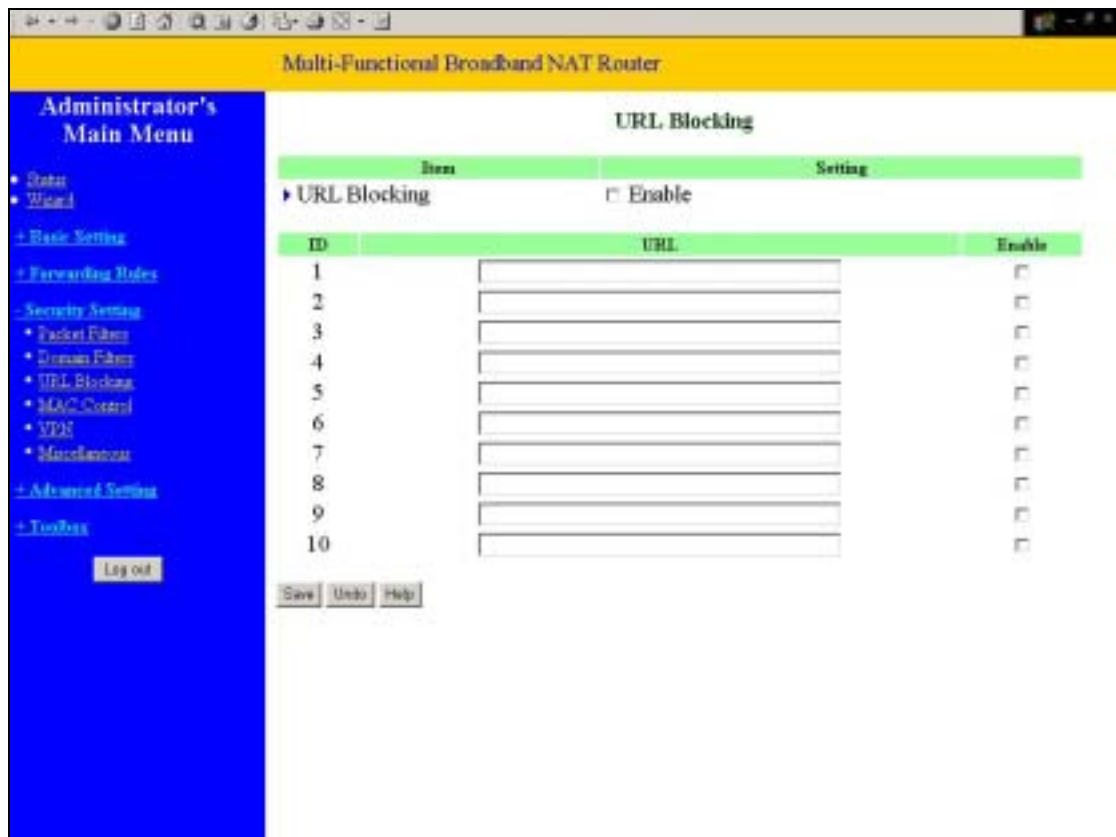 Multi-Functional Broadband NAT Router
Administrator's
Main Menu
Status
Wizard
+ Basic Setting
+ Forwarding Rules
- Security Setting
Packet Filters
Domain Filters
URL Blocking
MAC Control
VPN
Miscellaneous
+ Advanced Setting
+ Toolbox
Log out
URL Blocking
Item Setting
URL Blocking Enable
ID URL Enable
1
2
3
4
5
6
7
8
9
10
Save Undo Help